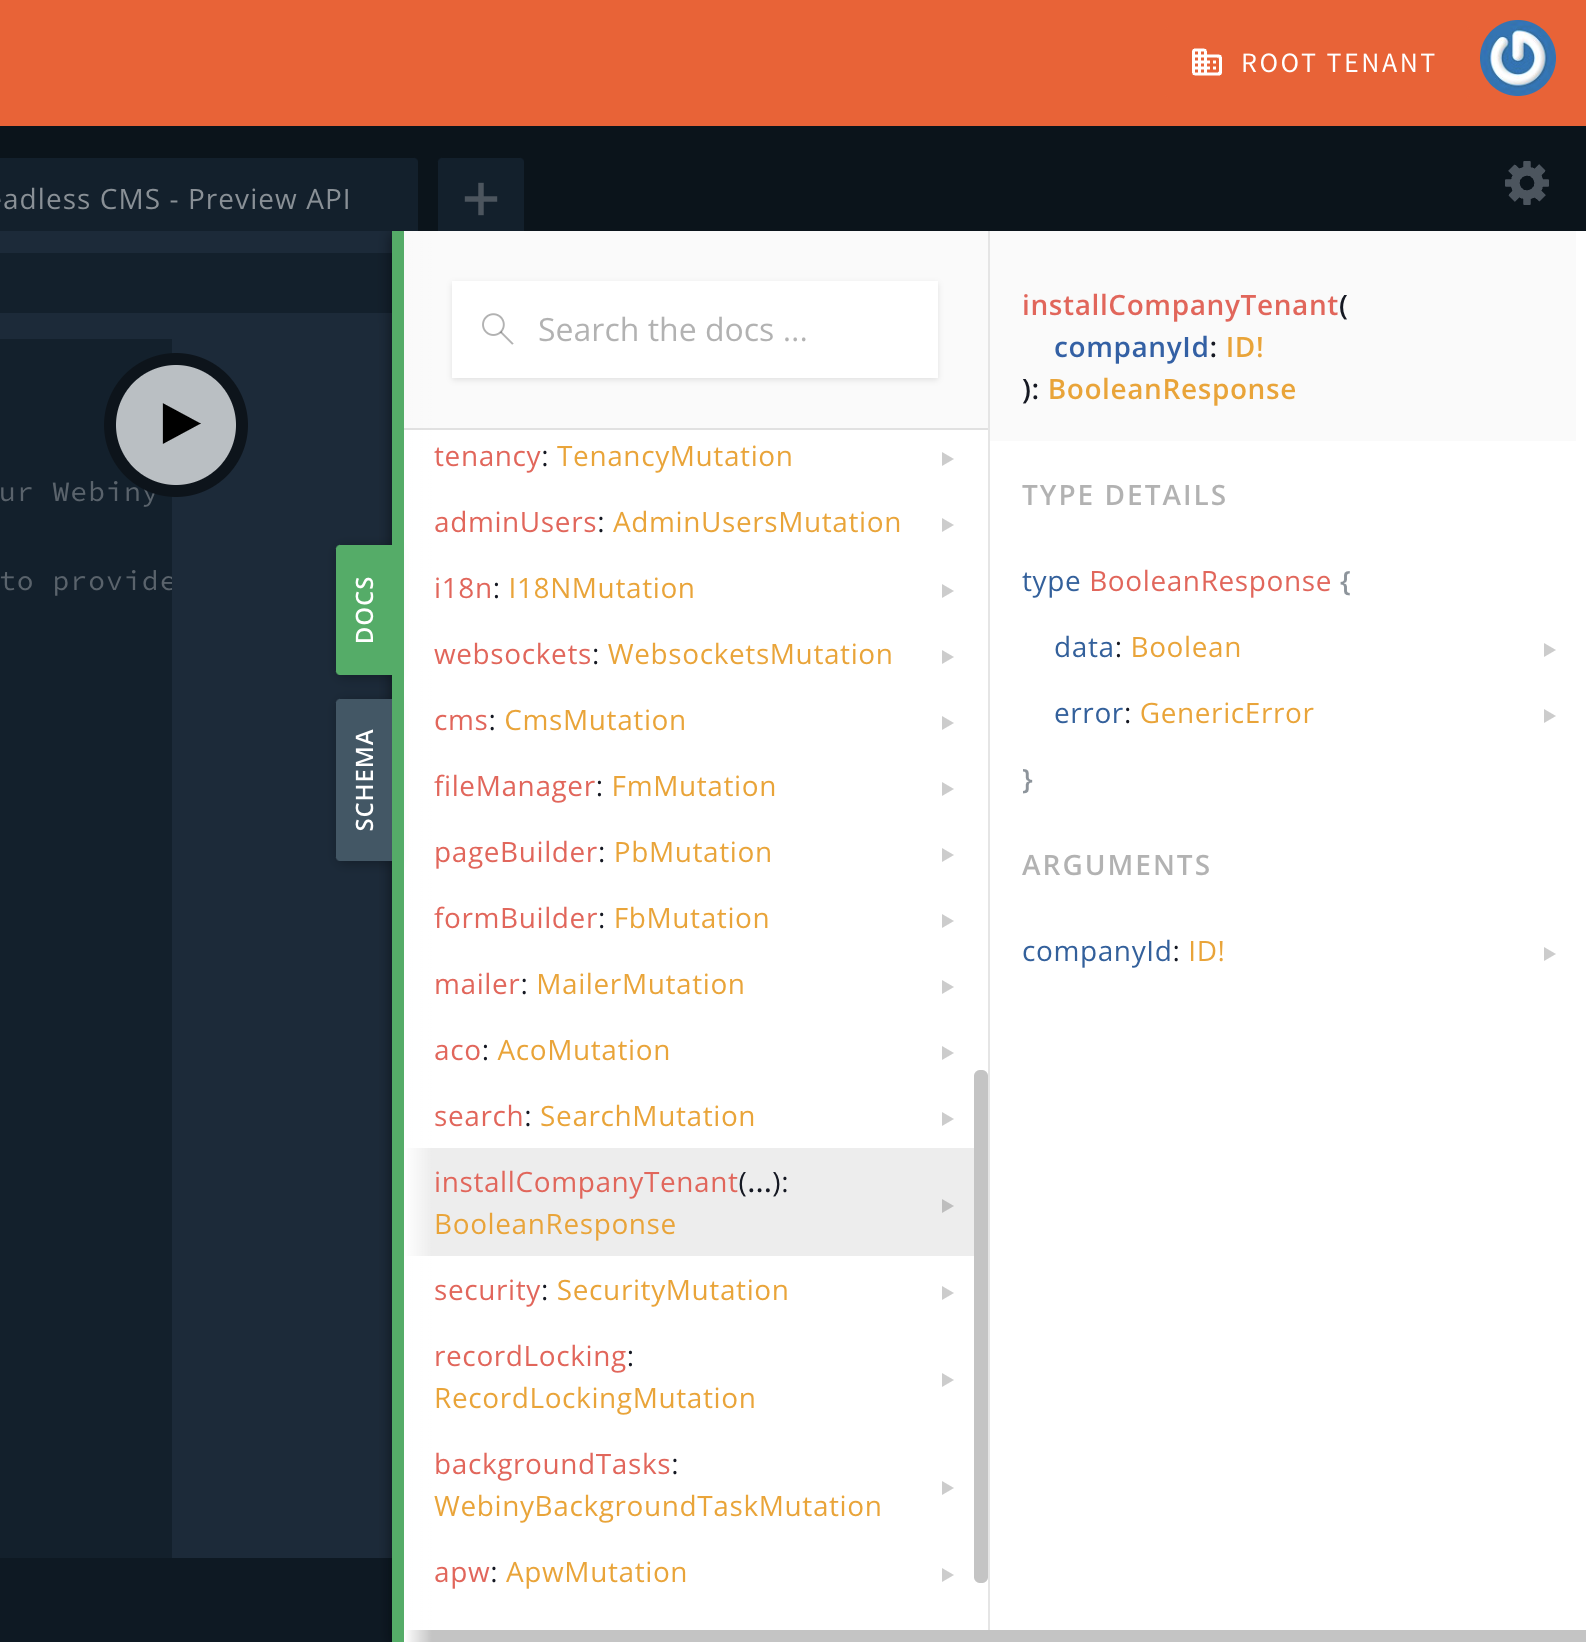 ROOT TENANT
eadless CMS - Preview API
+
Search the docs ...
ur Webiny
to provide
DOCS
SCHEMA
tenancy: TenancyMutation
adminUsers: AdminUsersMutation
i18n: I18NMutation
websockets: WebsocketsMutation
cms: CmsMutation
fileManager: FmMutation
pageBuilder: PbMutation
formBuilder: FbMutation
mailer: MailerMutation
aco: AcoMutation
search: SearchMutation
installCompanyTenant(...):
BooleanResponse
security: SecurityMutation
recordLocking:
RecordLockingMutation
backgroundTasks:
WebinyBackgroundTaskMutation
apw: ApwMutation
installCompanyTenant(
companyId: ID!
): BooleanResponse
TYPE DETAILS
type BooleanResponse {
data: Boolean
error: GenericError
}
ARGUMENTS
companyId: ID!